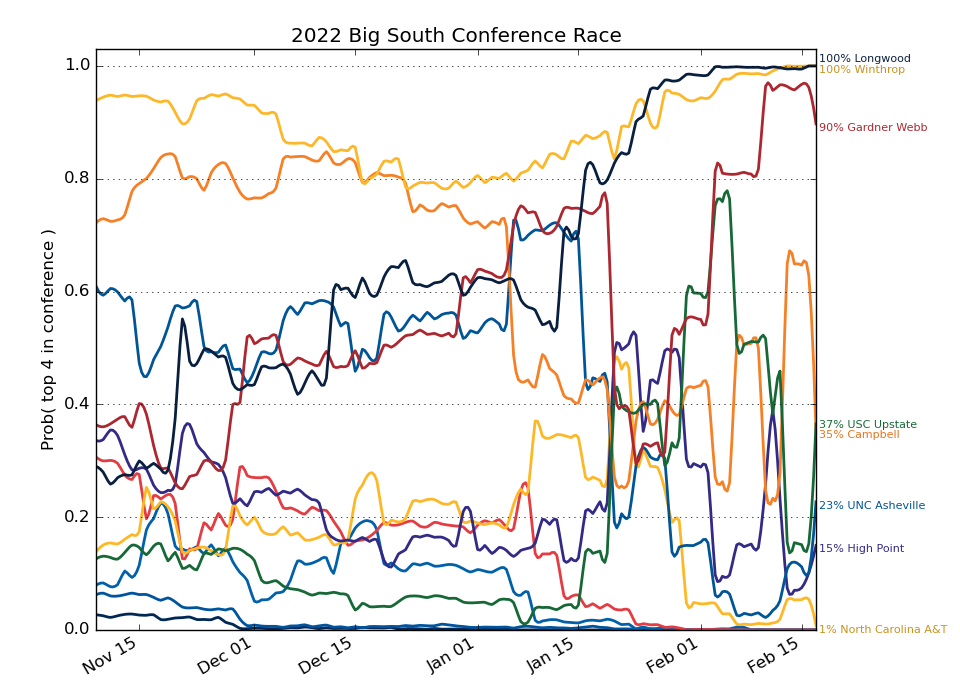 2022 Big South Conference Race
Prob( top 4 in conference )
1.0
0.8
0.6
0.4
0.2
0.0
Nov 15
Dec 01
Dec 15
Jan 01
Jan 15
Feb 01
Feb 15
100% Longwood
100% Winthrop
90% Gardner Webb
37% USC Upstate
35% Campbell
23% UNC Asheville
15% High Point
1% North Carolina A&T